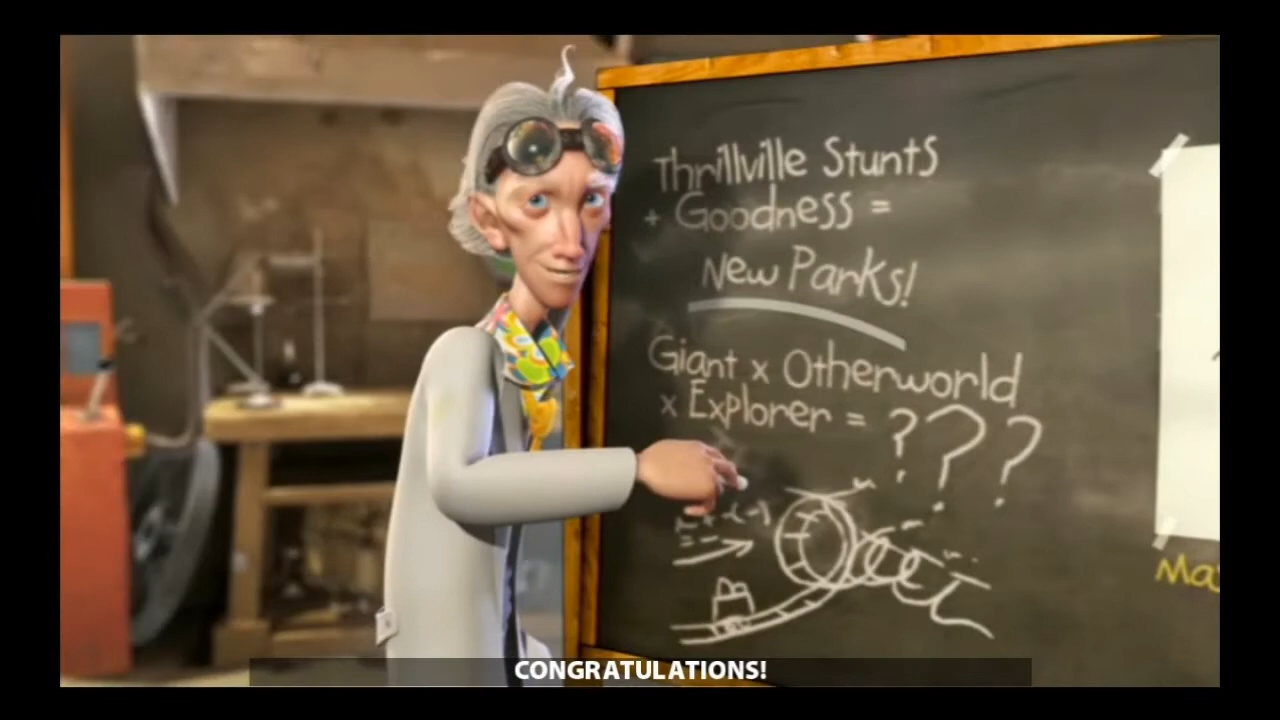 Thrillville Stunts
+ Goodness =
New Parks!
Giant x Otherworld
x Explorer = ???
CONGRATULATIONS!